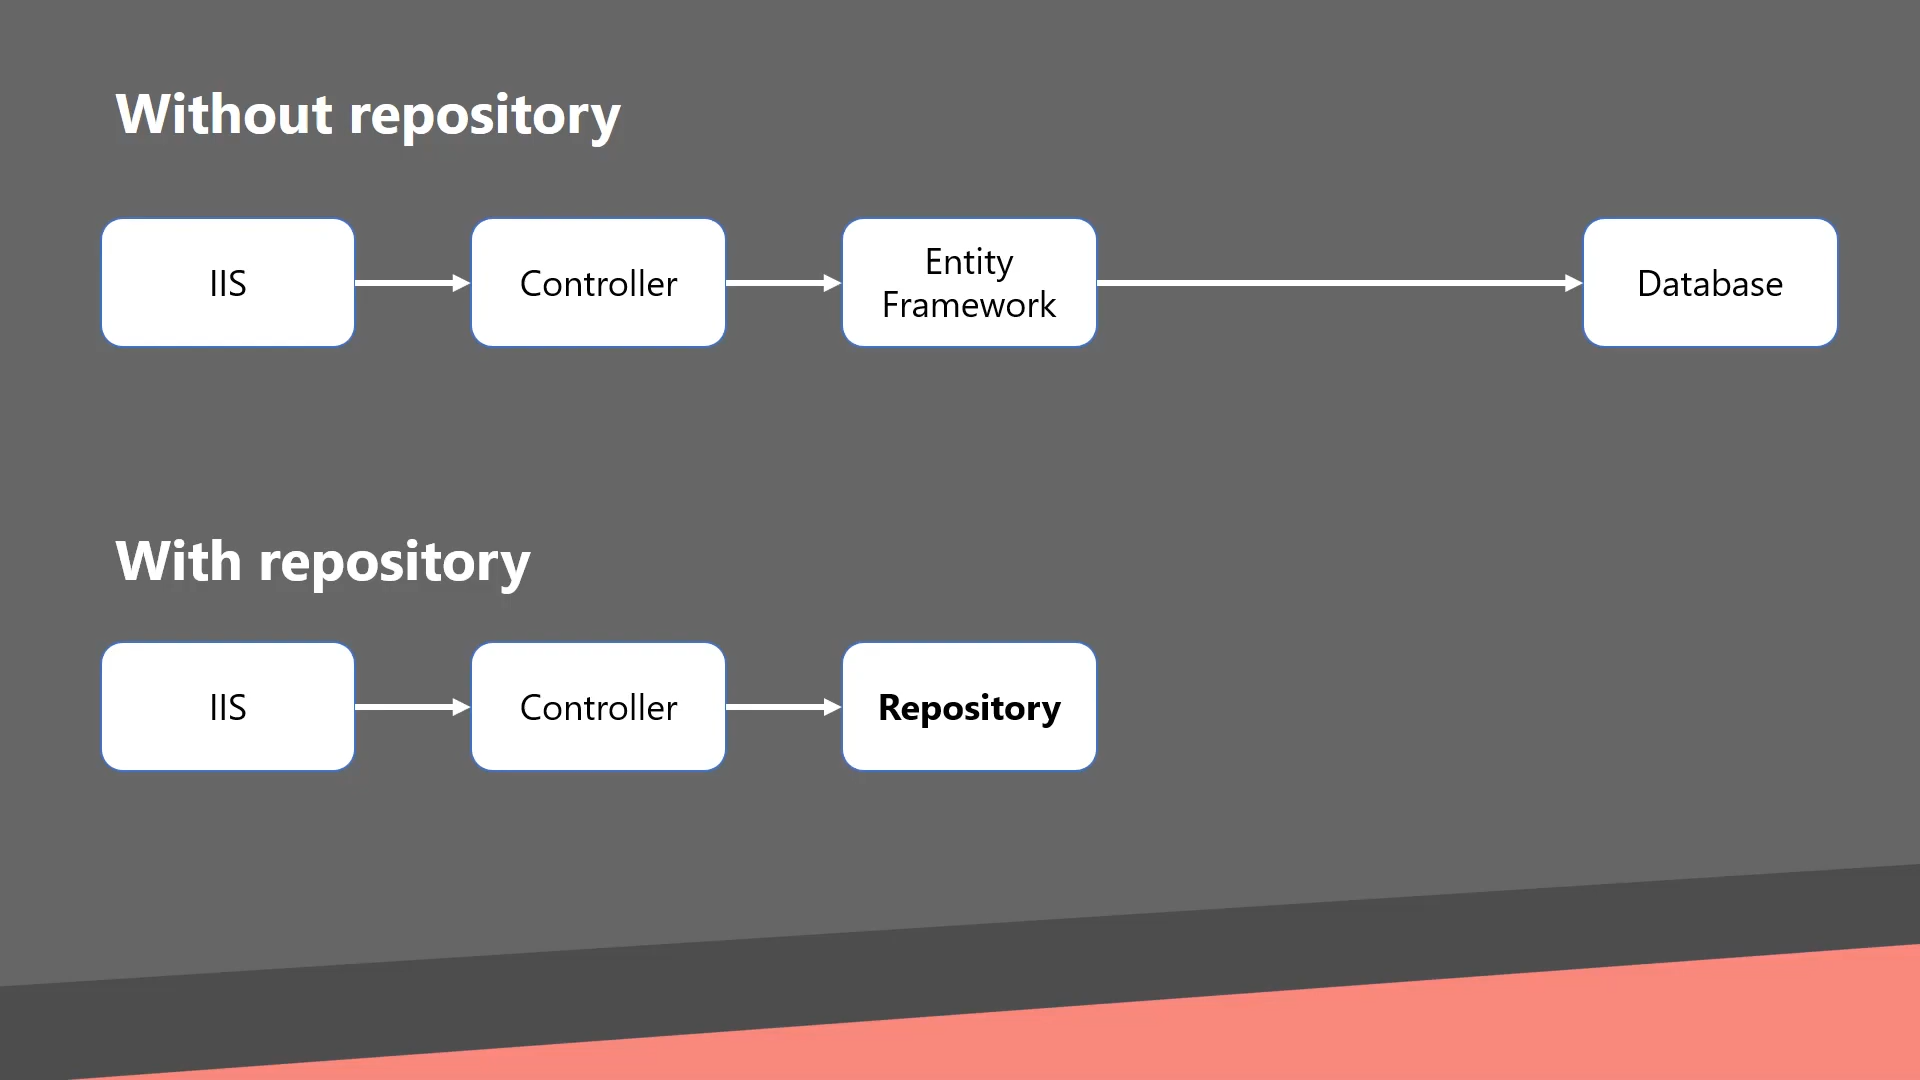 Without repository
IIS
Controller
Entity
Framework
Database
With repository
IIS
Controller
Repository